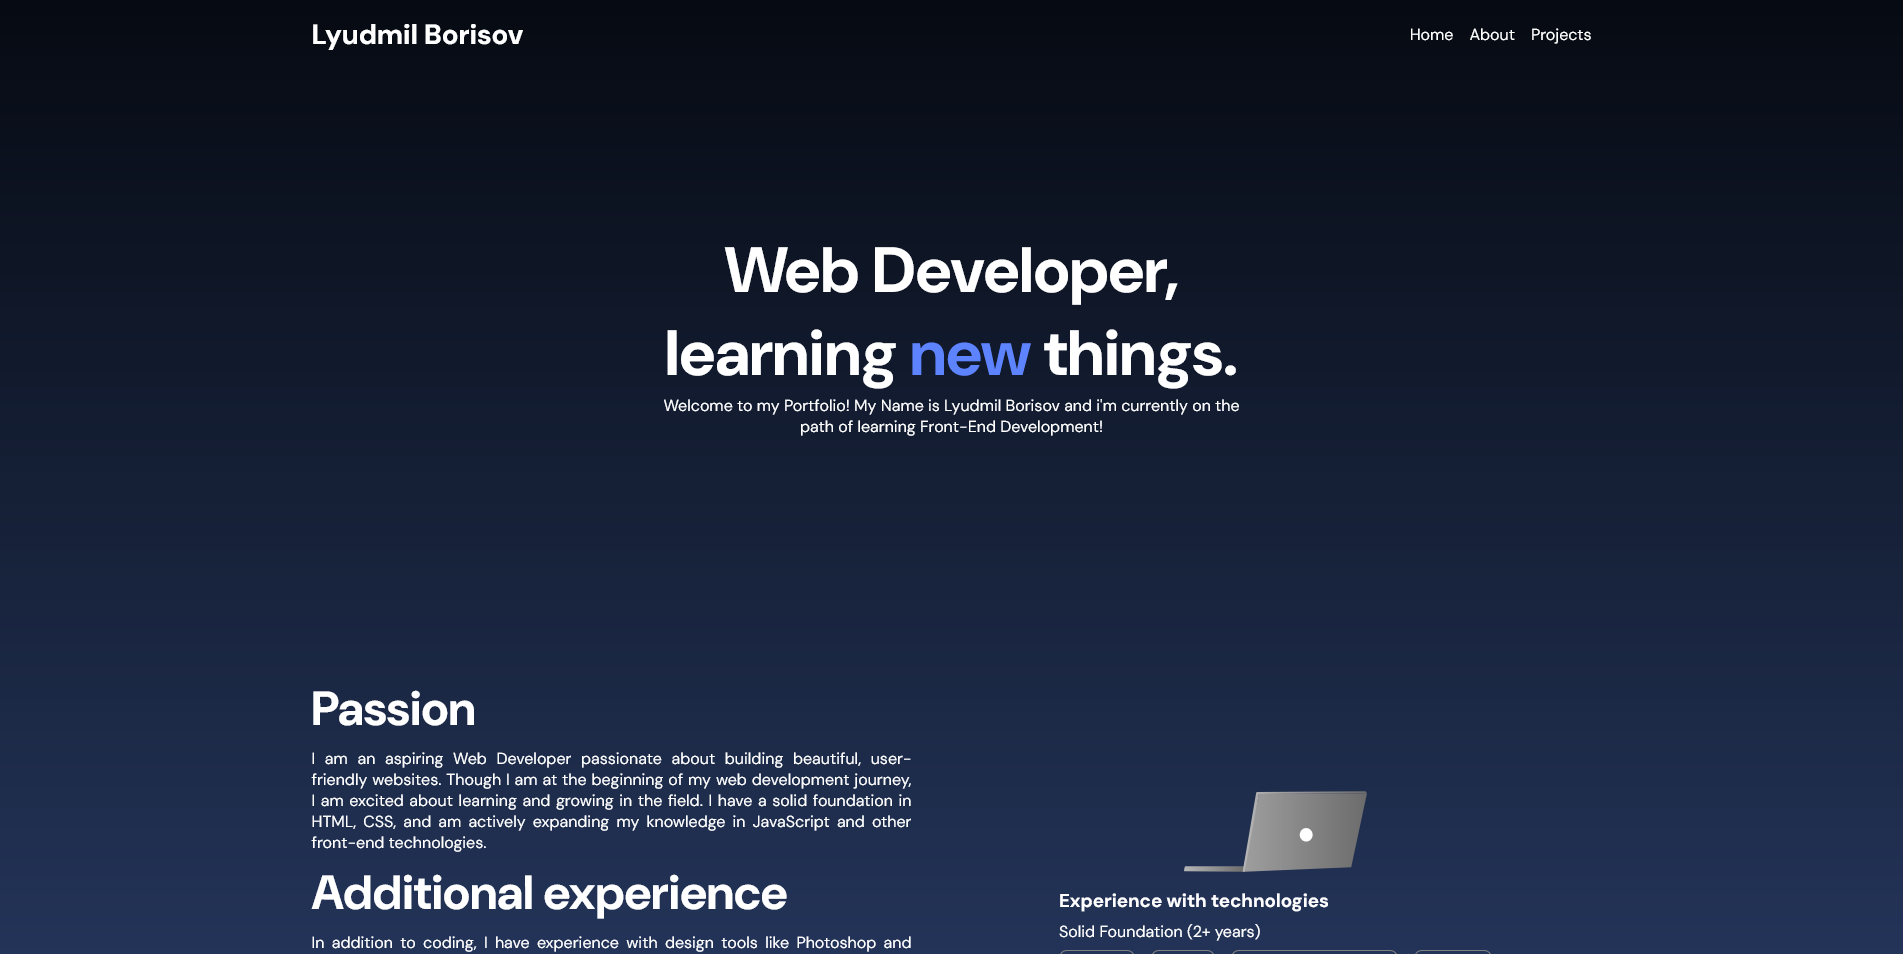 Lyudmil Borisov
Home About Projects
Web Developer,
learning new things.
Welcome to my Portfolio! My Name is Lyudmil Borisov and i'm currently on the
path of learning Front-End Development!
Passion
I am an aspiring Web Developer passionate about building beautiful, user-
friendly websites. Though I am at the beginning of my web development journey,
I am excited about learning and growing in the field. I have a solid foundation in
HTML, CSS, and am actively expanding my knowledge in JavaScript and other
front-end technologies.
Additional experience
In addition to coding, I have experience with design tools like Photoshop and
Experience with technologies
Solid Foundation (2+ years)